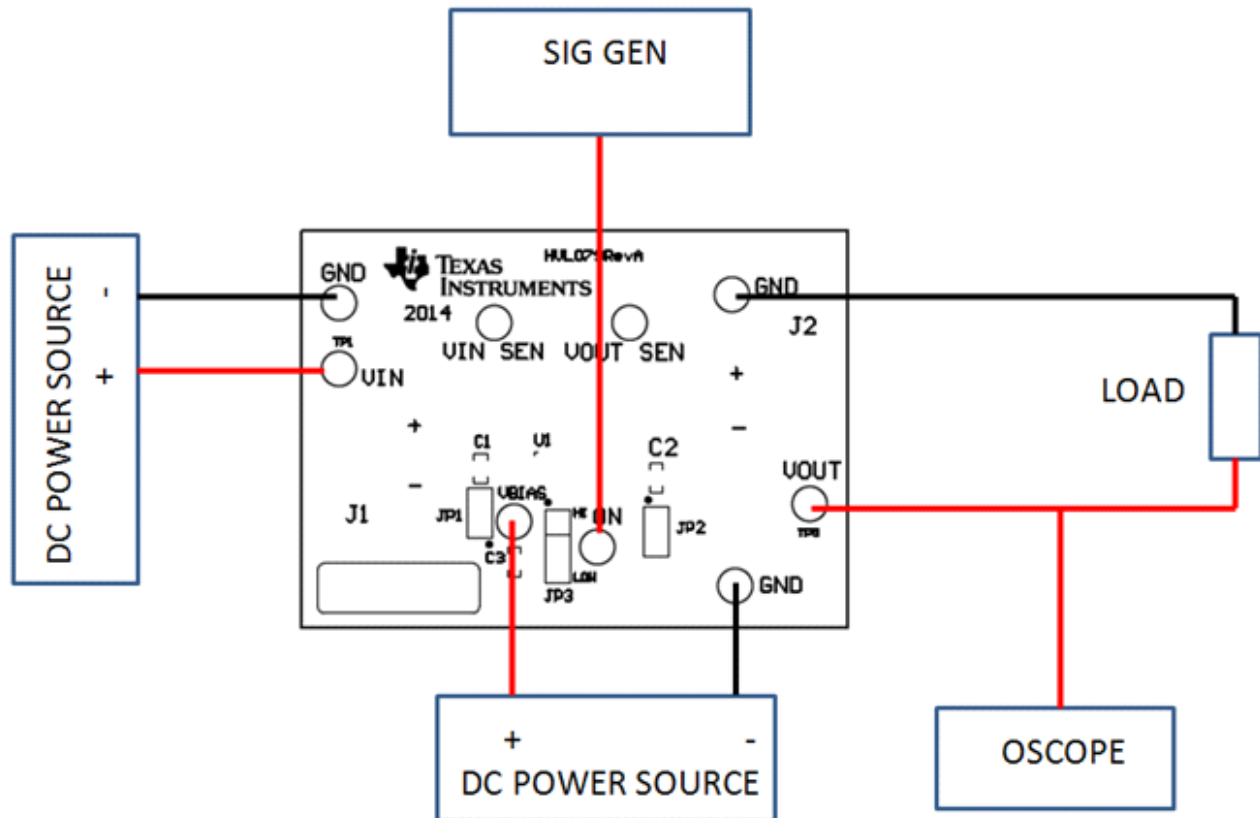 SIG GEN
DC POWER SOURCE
-
+
GND
TEXAS
INSTRUMENTS
2014
TP1
VIN
VIN SEN
VOUT SEN
GND
J2
+
-
LOAD
+
-
J1
C1
U1
C2
VBIAS
JP1
C3
HI
ON
LOW
JP3
JP2
VOUT
GND
+
-
DC POWER SOURCE
OSCOPE